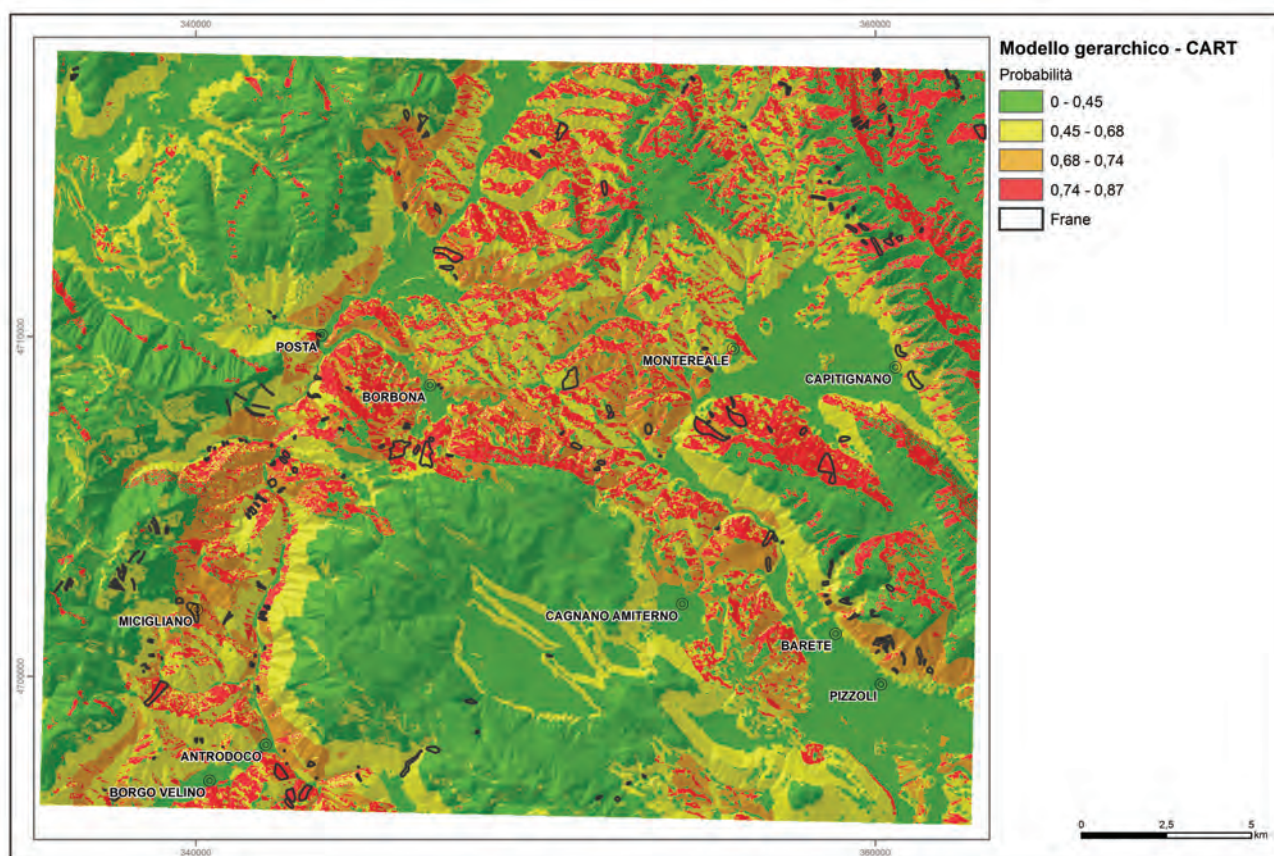 340000
360000
Modello gerarchico - CART
Probabilità
0 - 0,45
0,45 - 0,68
0,68 - 0,74
0,74 - 0,87
Frane
4710000
4710000
POSTA
MONTEREALE
CAPITIGNANO
BORBONA
CAGNANO AMITERNO
MICIGLIANO
BARETE
4700000
4700000
PIZZOLI
ANTRODOCO
BORGO VELINO
0
2,5
5
km
340000
360000